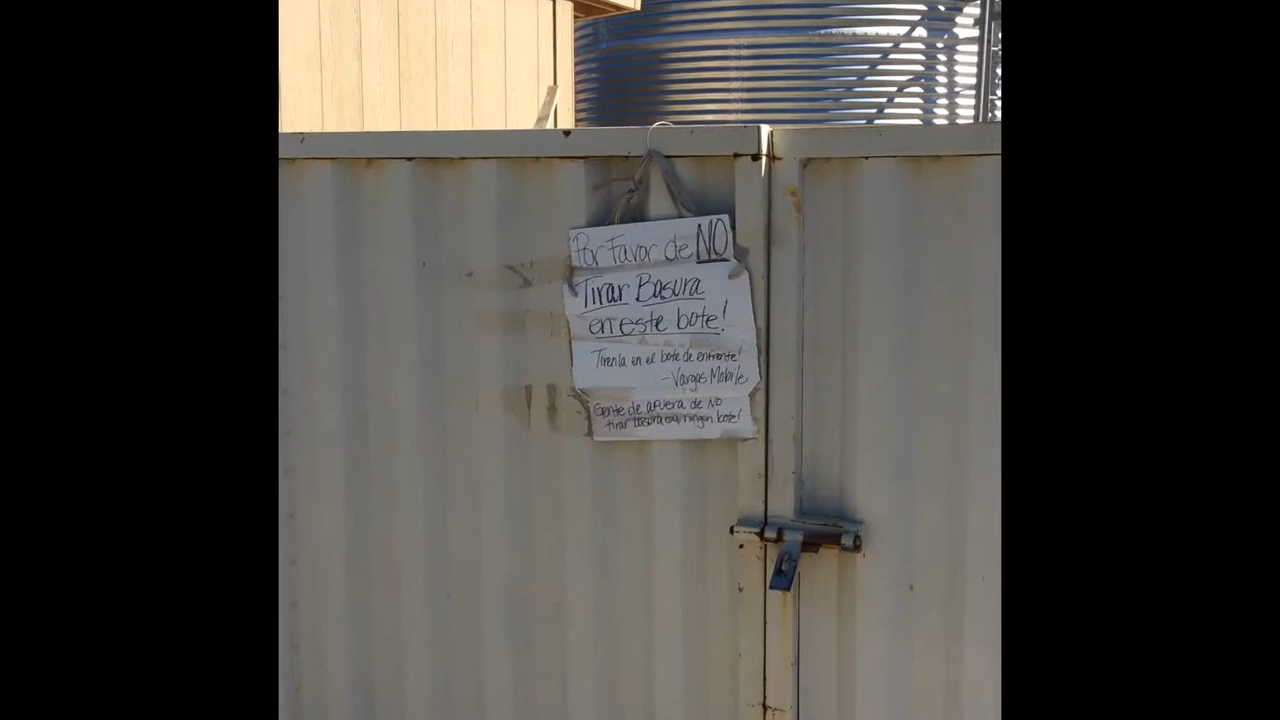 Por Favor de NO
Tirar Basura
en este bote!
Tirenla en el bote de enfrente!
-Vargas Mobile
Gente de afuera de NO
tirar basura en ningun bote!